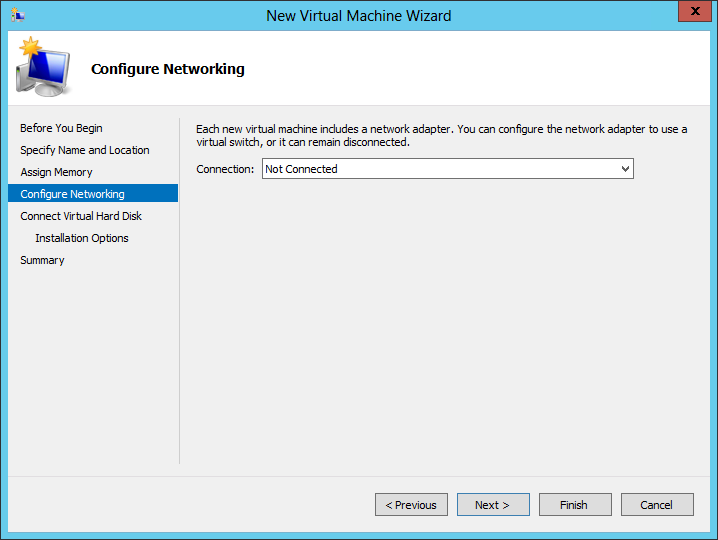 New Virtual Machine Wizard
x
Configure Networking
Before You Begin
Specify Name and Location
Assign Memory
Configure Networking
Connect Virtual Hard Disk
Installation Options
Summary
Each new virtual machine includes a network adapter. You can configure the network adapter to use a
virtual switch, or it can remain disconnected.
Connection: Not Connected
< Previous Next > Finish Cancel